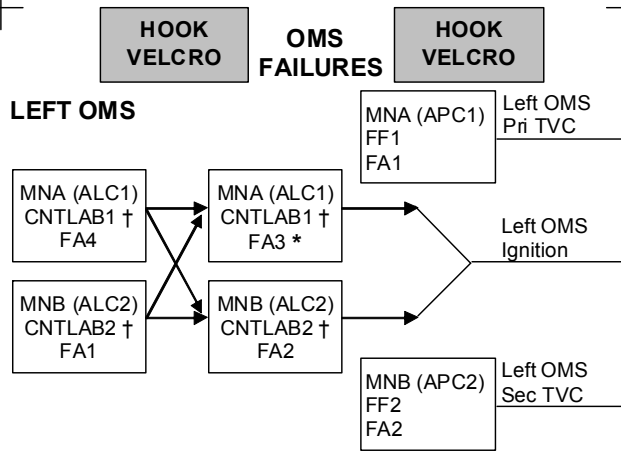 HOOK
VELCRO
OMS
FAILURES
HOOK
VELCRO
LEFT OMS
MNA (APC1)
FF1
FA1
Left OMS
Pri TVC
MNA (ALC1)
CNTLAB1 †
FA4
MNA (ALC1)
CNTLAB1 †
FA3 *
Left OMS
Ignition
MNB (ALC2)
CNTLAB2 †
FA1
MNB (ALC2)
CNTLAB2 †
FA2
MNB (APC2)
FF2
FA2
Left OMS
Sec TVC